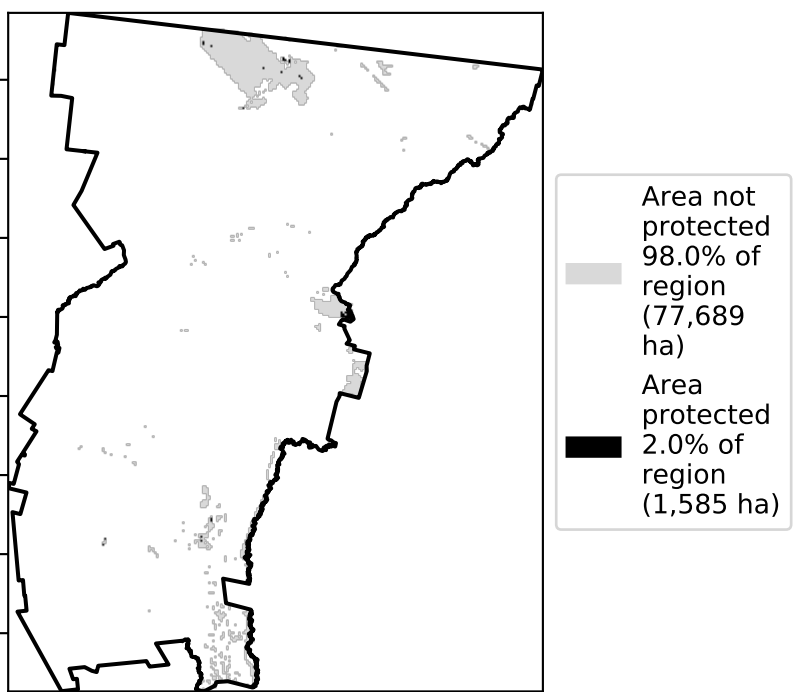 Area not
protected
98.0% of
region
(77,689
ha)
Area
protected
2.0% of
region
(1,585 ha)